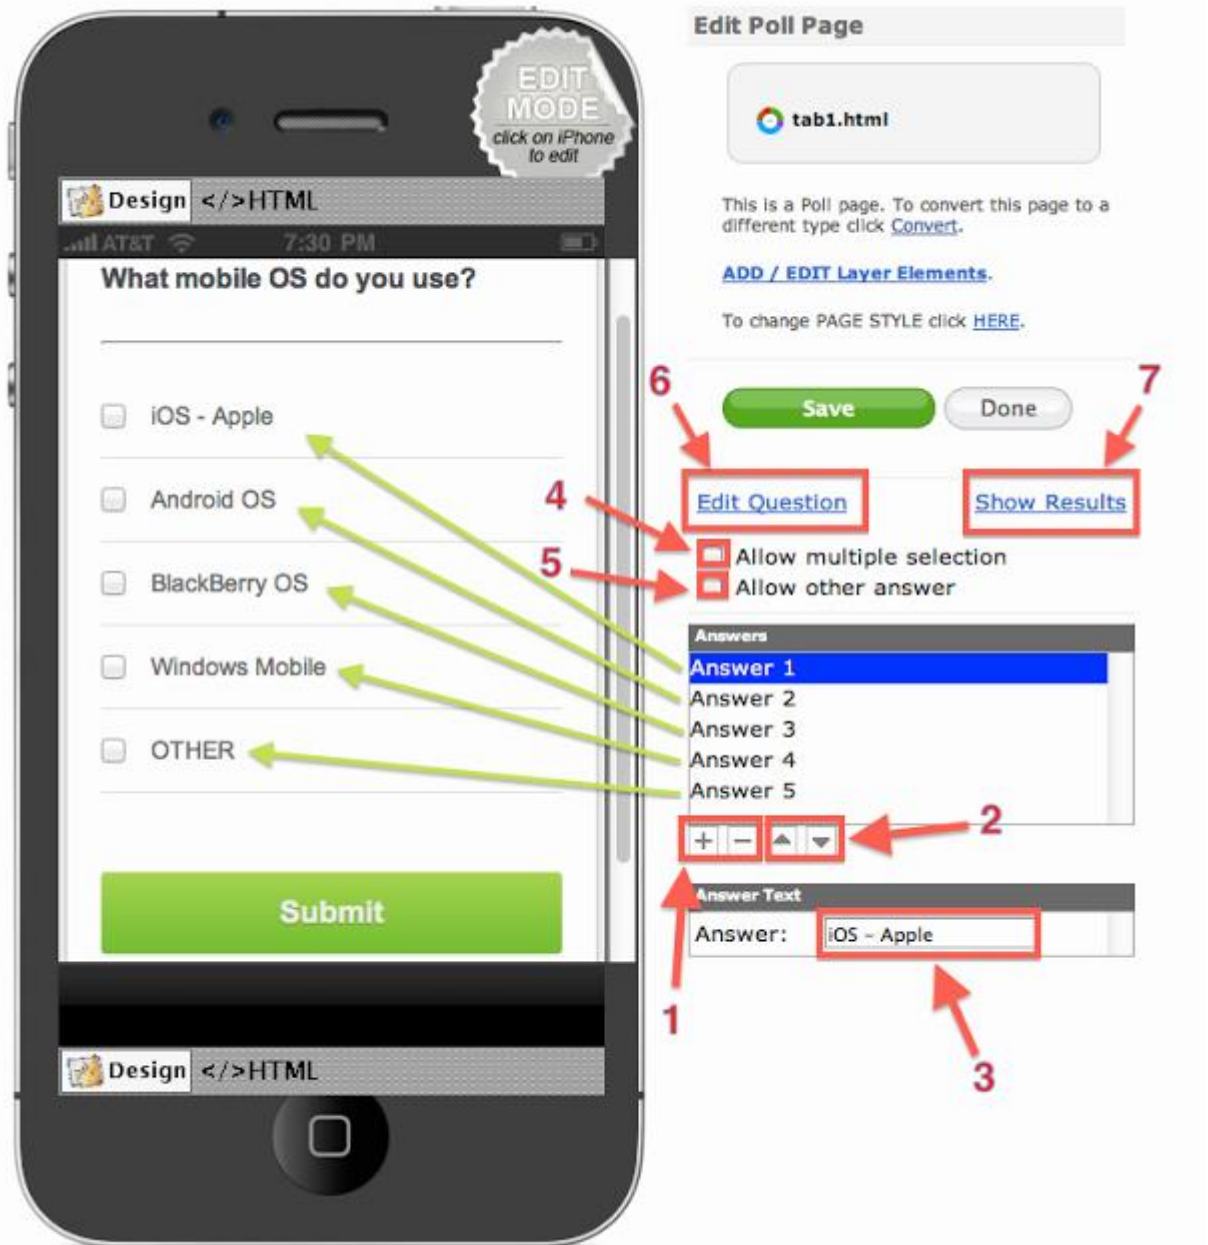 EDIT
MODE
click on iPhone
to edit
Design </>HTML
AT&T 7:30 PM
What mobile OS do you use?
iOS - Apple
Android OS
BlackBerry OS
Windows Mobile
OTHER
Submit
Design </>HTML
Edit Poll Page
tab1.html
This is a Poll page. To convert this page to a
different type click Convert.
ADD / EDIT Layer Elements.
To change PAGE STYLE click HERE.
6
7
Save Done
4
Edit Question Show Results
5
Allow multiple selection
Allow other answer
Answers
Answer 1
Answer 2
Answer 3
Answer 4
Answer 5
+ −
2
Answer Text
Answer: iOS - Apple
1
3